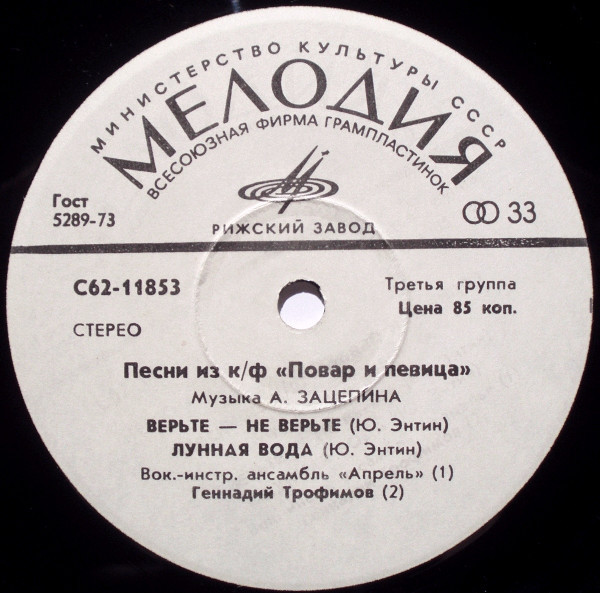 МИНИСТЕРСТВО КУЛЬТУРЫ СССР
МЕЛОДИЯ
ВСЕСОЮЗНАЯ ФИРМА ГРАМПЛАСТИНОК
Гост
5289-73
33
РИЖСКИЙ ЗАВОД
С62-11853
Третья группа
Цена 85 коп.
СТЕРЕО
Песни из к/ф «Повар и певица»
Музыка А. ЗАЦЕПИНА
ВЕРЬТЕ — НЕ ВЕРЬТЕ (Ю. Энтин)
ЛУННАЯ ВОДА (Ю. Энтин)
Вок.-инстр. ансамбль «Апрель» (1)
Геннадий Трофимов (2)